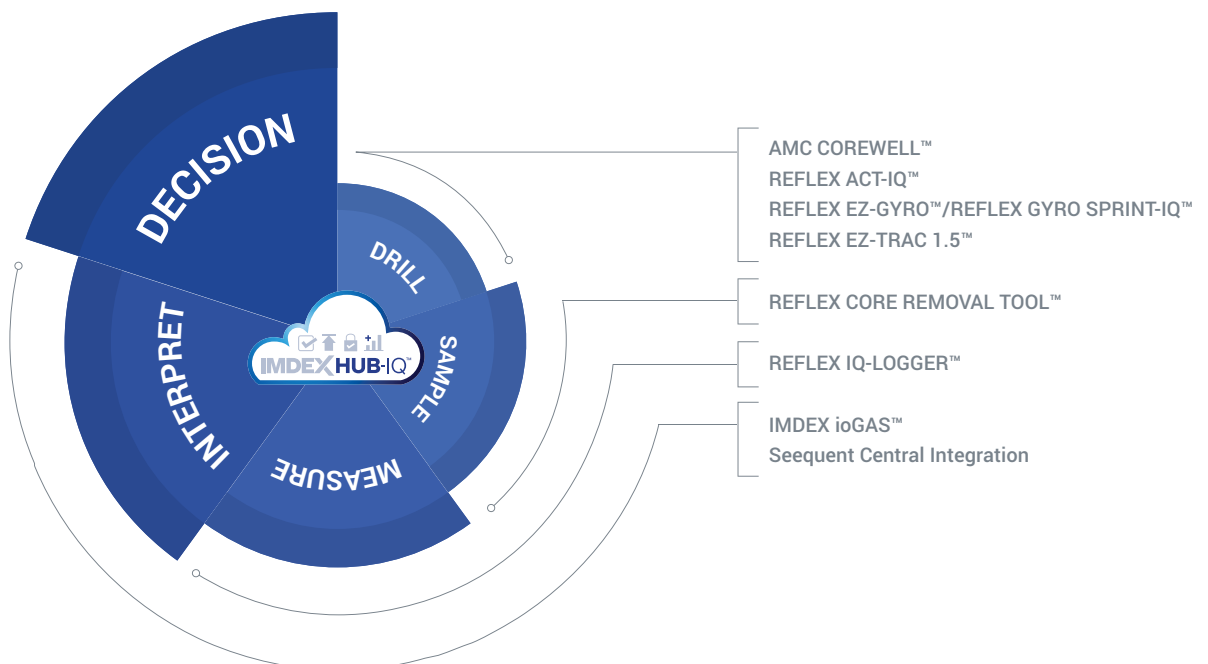 DECISION
DRILL
SAMPLE
MEASURE
INTERPRET
IMDEX HUB-IQ™
AMC COREWELL™
REFLEX ACT-IQ™
REFLEX EZ-GYRO™/REFLEX GYRO SPRINT-IQ™
REFLEX EZ-TRAC 1.5™
REFLEX CORE REMOVAL TOOL™
REFLEX IQ-LOGGER™
IMDEX ioGAS™
Seequent Central Integration